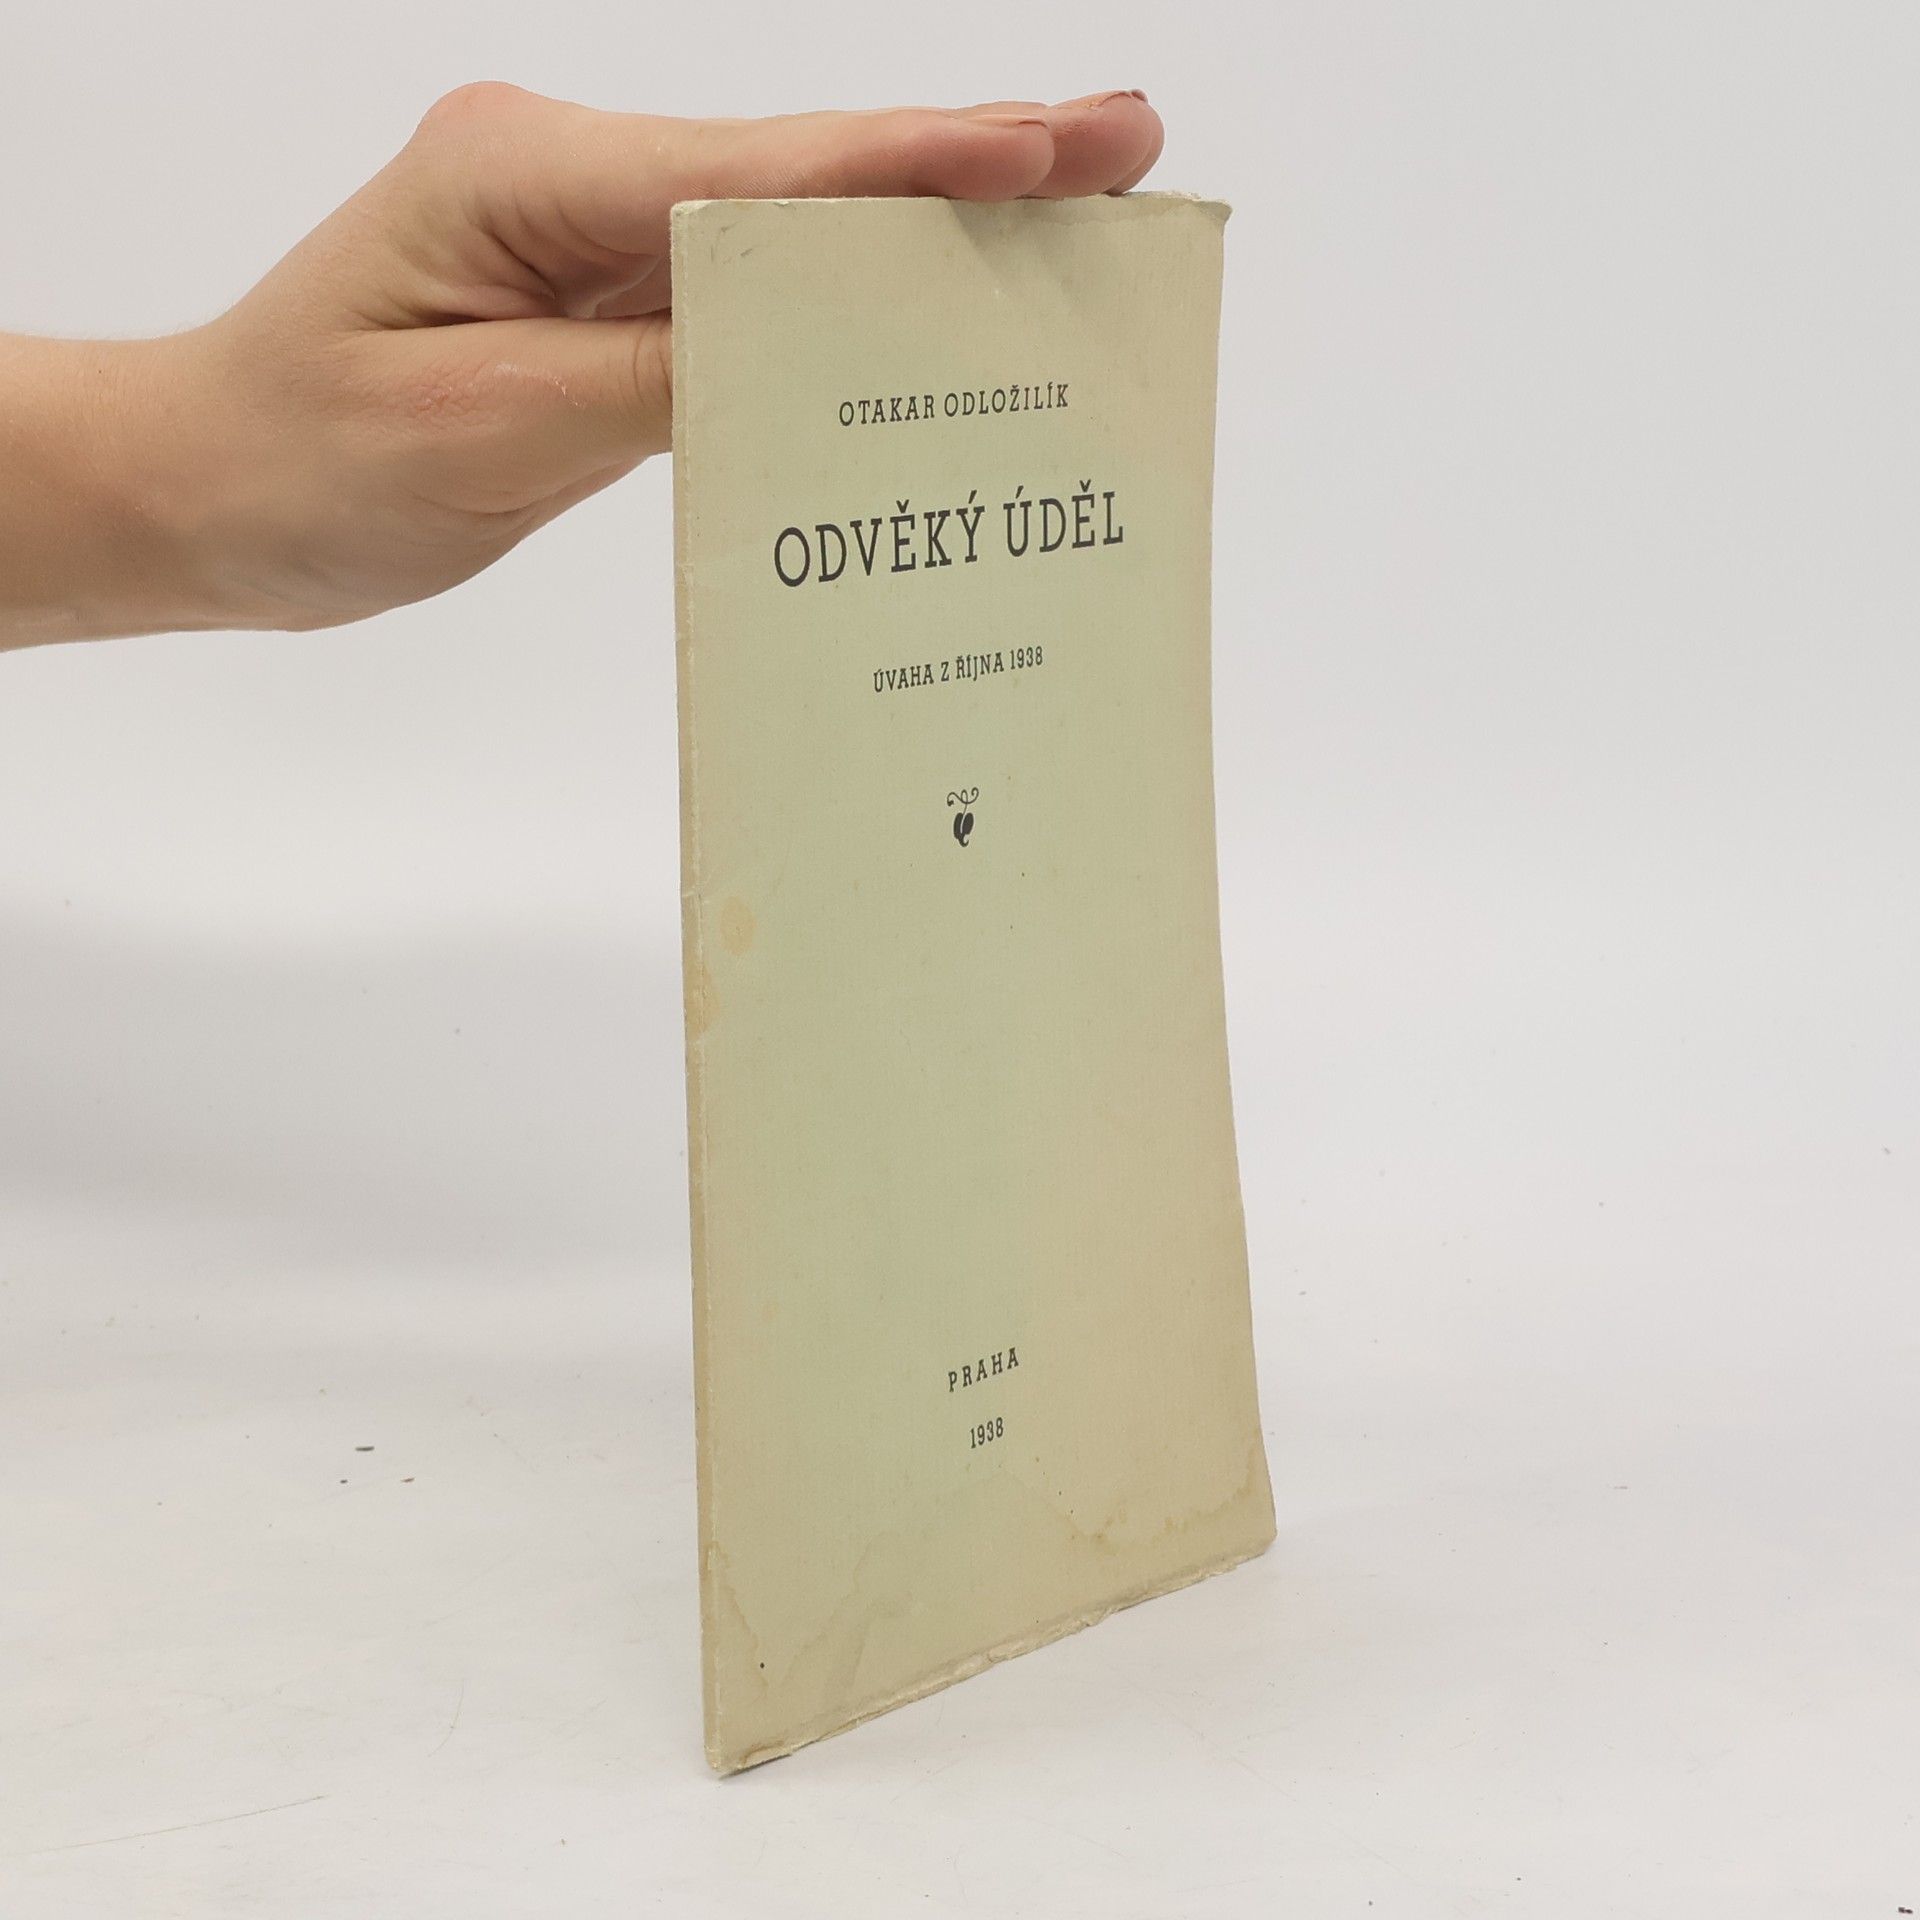 OTAKAR ODLOŽILÍK
ODVĚKÝ ÚDĚL
ÚVAHA Z ŘÍJNA 1938
PRAHA
1938